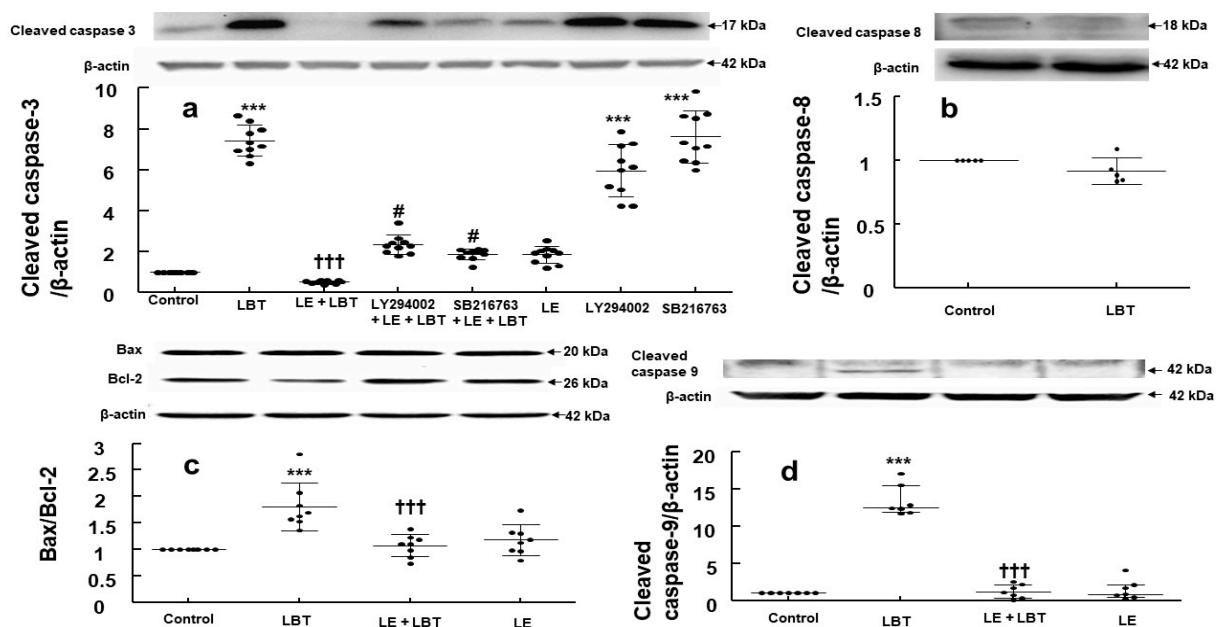 Cleaved caspase 3
17 kDa
β-actin
42 kDa
a
Cleaved caspase-3
/β-actin
10
8
6
4
2
0
***
†††
#
#
***
***
Control
LBT
LE + LBT
LY294002
+ LE + LBT
SB216763
+ LE + LBT
LE
LY294002
SB216763
Cleaved caspase 8
18 kDa
β-actin
42 kDa
b
Cleaved caspase-8
/β-actin
1.5
1
0.5
0
Control
LBT
Bax
20 kDa
Bcl-2
26 kDa
β-actin
42 kDa
c
Bax/Bcl-2
3
2.5
2
1.5
1
0.5
0
***
†††
Control
LBT
LE + LBT
LE
Cleaved
caspase 9
42 kDa
β-actin
42 kDa
d
Cleaved
caspase-9/β-actin
20
15
10
5
0
***
†††
Control
LBT
LE + LBT
LE